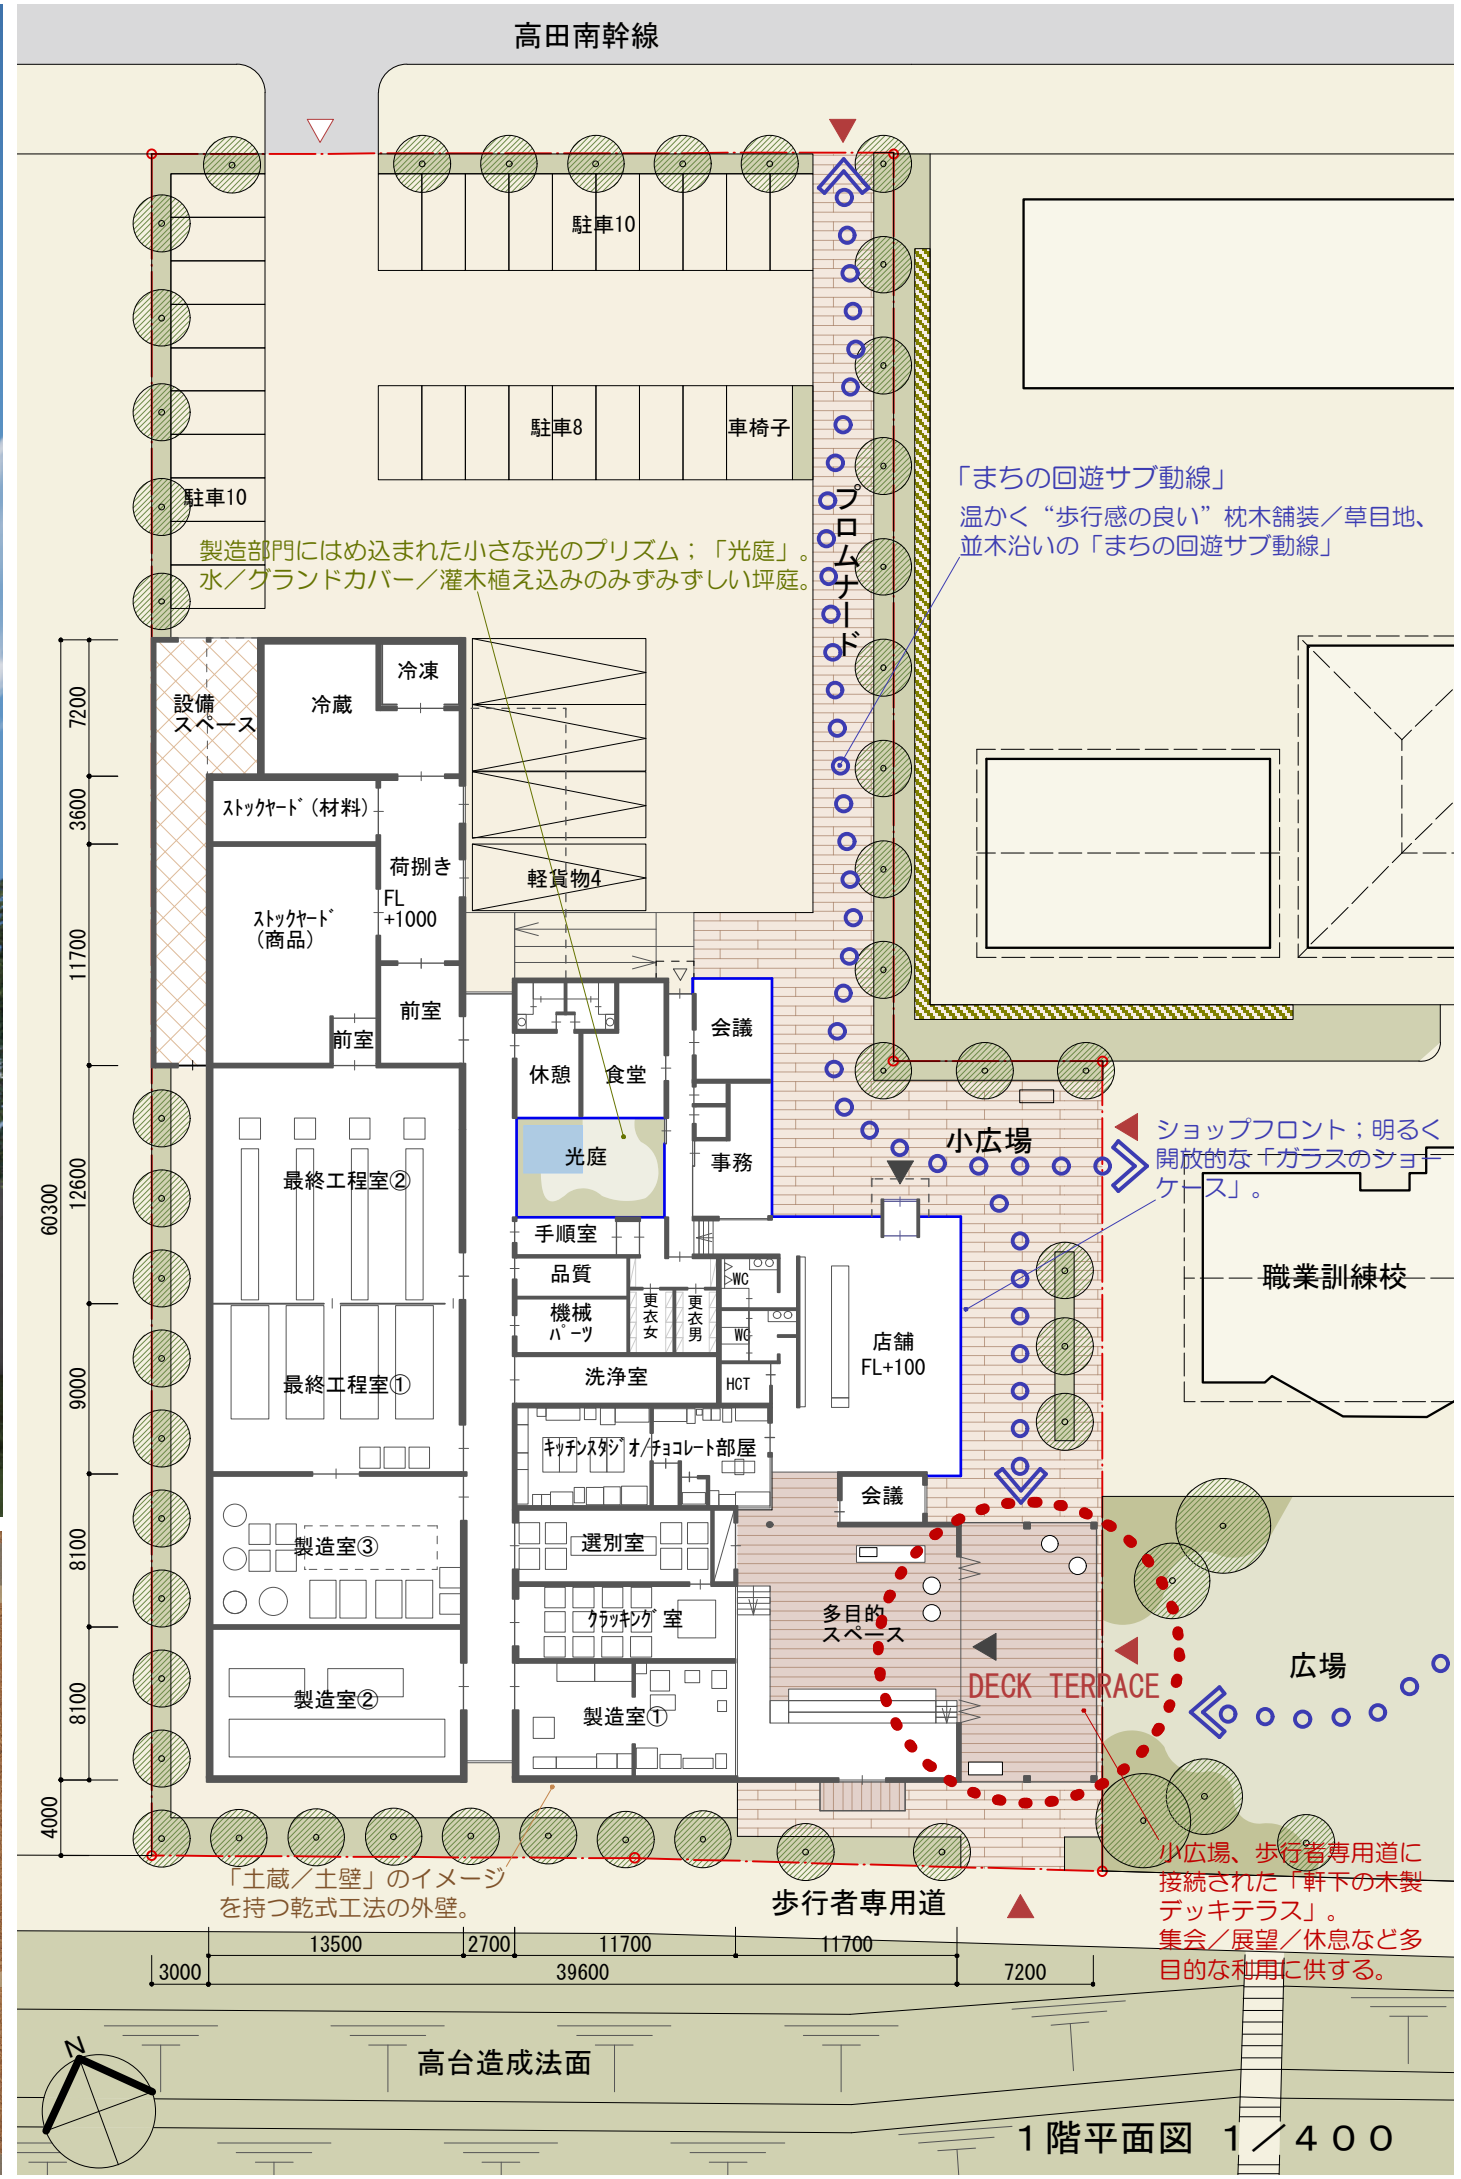 高田南幹線
駐車10
駐車8
車椅子
駐車10
プロムナード
「まちの回遊サブ動線」
温かく“歩行感の良い”枕木舗装／草目地、
並木沿いの「まちの回遊サブ動線」
製造部門にはめ込まれた小さな光のプリズム；「光庭」。
水／グランドカバー／灌木植え込みのみずみずしい坪庭。
設備
スペース
冷蔵
冷凍
ストックヤード（材料）
荷捌き
FL
+1000
軽貨物4
ストックヤード
（商品）
前室
前室
休憩
食堂
会議
光庭
事務
小広場
ショップフロント；明るく
開放的な「ガラスのショー
ケース」。
職業訓練校
最終工程室②
手順室
品質
機械
パーツ
更衣女
更衣男
WC
WC
HCT
店舗
FL+100
洗浄室
最終工程室①
キッチンスタジオ/チョコレート部屋
会議
製造室③
選別室
クラッキング室
多目的
スペース
DECK TERRACE
広場
製造室②
製造室①
7200
3600
11700
12600
9000
8100
8100
60300
4000
「土蔵／土壁」のイメージ
を持つ乾式工法の外壁。
歩行者専用道
小広場、歩行者専用道に
接続された「軒下の木製
デッキテラス」。
集会／展望／休息など多
目的な利用に供する。
13500
2700
11700
11700
3000
39600
7200
N
高台造成法面
1階平面図 1／400